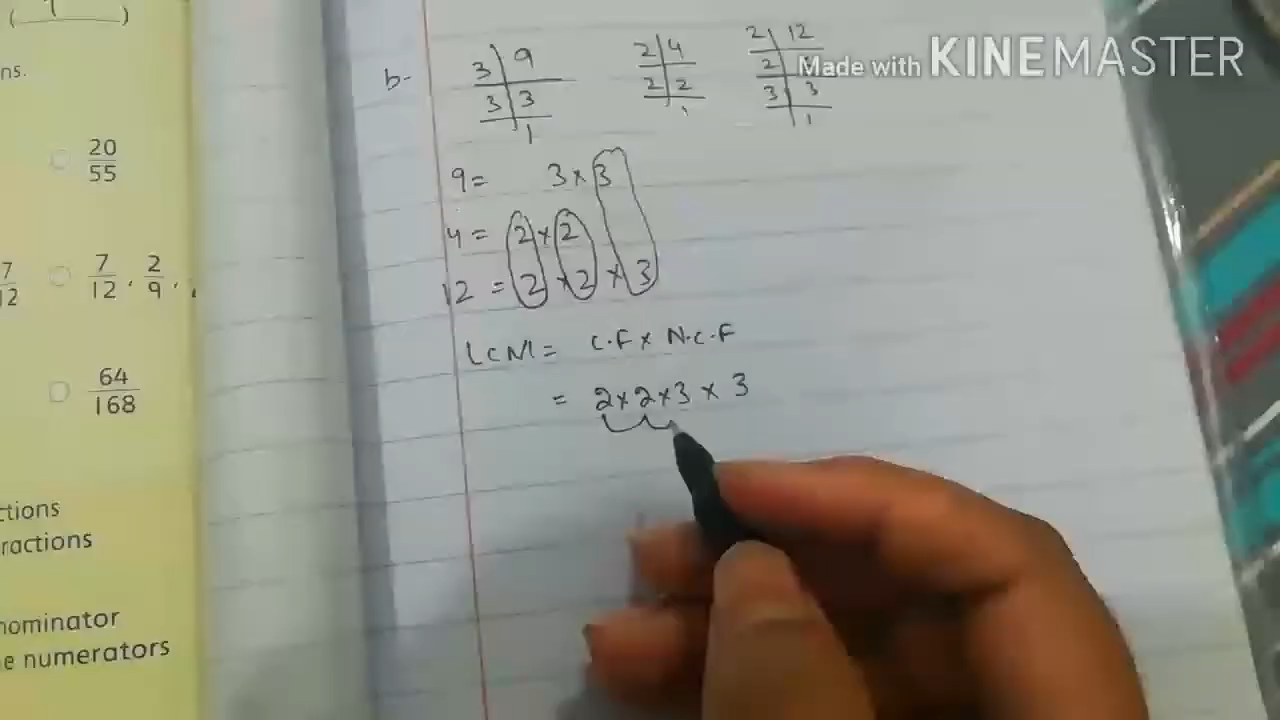 ns.
20
55
7
12
7/12, 2/9,
64
168
ctions
ractions
nominator
e numerators
Made with KINEMASTER
b-
3 9
3 3
1
2 4
2 2
1
2 12
2
3 3
1
9= 3×3
4= 2×2
12 = 2×2×3
LCM= C.F × N.C.F
= 2×2×3 × 3